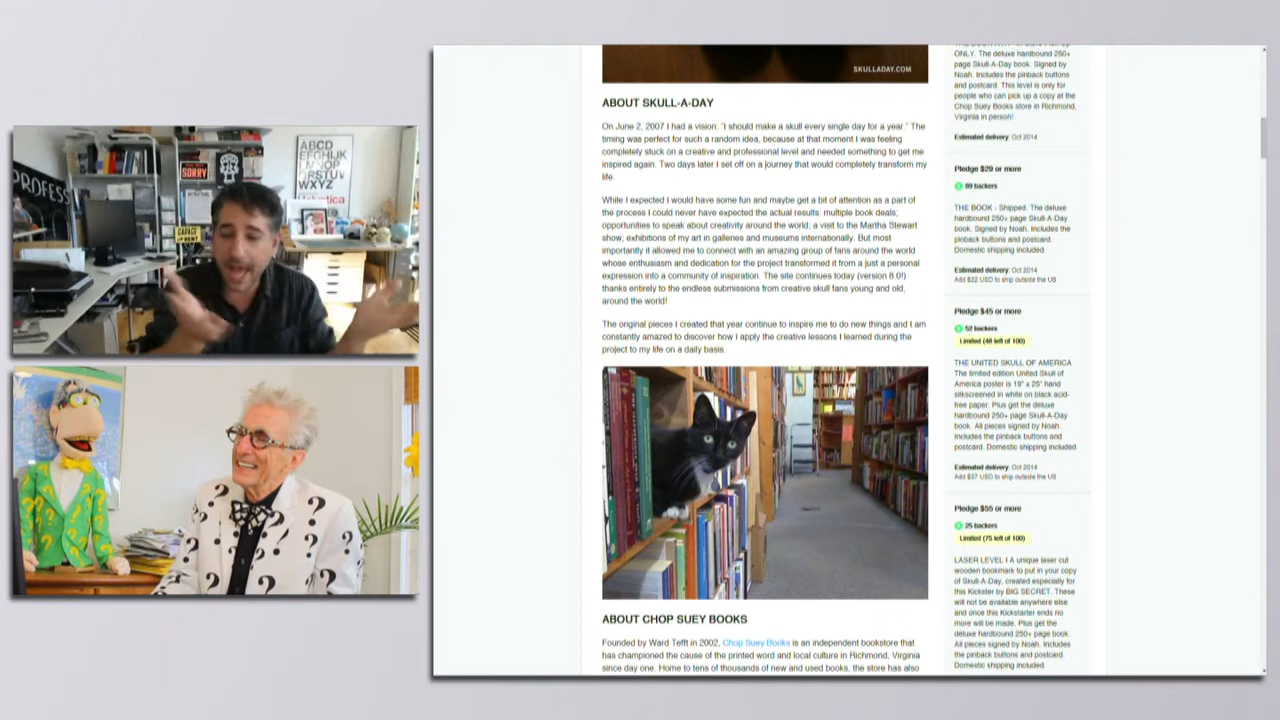 PROFESS
SORRY
GARAGE
ABCD
EFGHIJK
SKULLADAY.COM
ABOUT SKULL-A-DAY
On June 2, 2007 I had a vision: "I should make a skull every single day for a year." The
timing was perfect for such a random idea, because at that moment I was feeling
completely stuck on a creative and professional level and needed something to get me
inspired again. Two days later I set off on a journey that would completely transform my
life.
While I expected I would have some fun and maybe get a bit of attention as a part of
the process I could never have expected the actual results: multiple book deals;
opportunities to speak about creativity around the world; a visit to the Martha Stewart
show; exhibitions of my art in galleries and museums internationally. But most
importantly it allowed me to connect with an amazing group of fans around the world
whose enthusiasm and dedication for the project transformed it from a just a personal
expression into a community of inspiration. The site continues today (version 8.0!)
thanks entirely to the endless submissions from creative skull fans young and old,
around the world!
The original pieces I created that year continue to inspire me to do new things and I am
constantly amazed to discover how I apply the creative lessons I learned during the
project to my life on a daily basis.
ABOUT CHOP SUEY BOOKS
Founded by Ward Tefft in 2002, Chop Suey Books is an independent bookstore that
has championed the cause of the printed word and local culture in Richmond, Virginia
since day one. Home to tens of thousands of new and used books, the store has also
ONLY. The deluxe hardbound 250+
page Skull-A-Day book. Signed by
Noah. Includes the pinback buttons
and postcard. This level is only for
people who can pick up a copy at the
Chop Suey Books store in Richmond,
Virginia in person!
Estimated delivery: Oct 2014
Pledge $29 or more
89 backers
THE BOOK - Shipped. The deluxe
hardbound 250+ page Skull-A-Day
book. Signed by Noah. Includes the
pinback buttons and postcard.
Domestic shipping included.
Estimated delivery: Oct 2014
Add $22 USD to ship outside the US
Pledge $45 or more
52 backers
Limited (48 left of 100)
THE UNITED SKULL OF AMERICA
The limited edition United Skull of
America poster is 19" x 25" hand
silkscreened in white on black acid-
free paper. Plus get the deluxe
hardbound 250+ page Skull-A-Day
book. All pieces signed by Noah.
Includes the pinback buttons and
postcard. Domestic shipping included.
Estimated delivery: Oct 2014
Add $37 USD to ship outside the US
Pledge $55 or more
25 backers
Limited (75 left of 100)
LASER LEVEL I A unique laser cut
wooden bookmark to put in your copy
of Skull-A-Day, created especially for
this Kickster by BIG SECRET. These
will not be available anywhere else
and once this Kickstarter ends no
more will be made. Plus get the
deluxe hardbound 250+ page book.
All pieces signed by Noah. Includes
the pinback buttons and postcard.
Domestic shipping included.